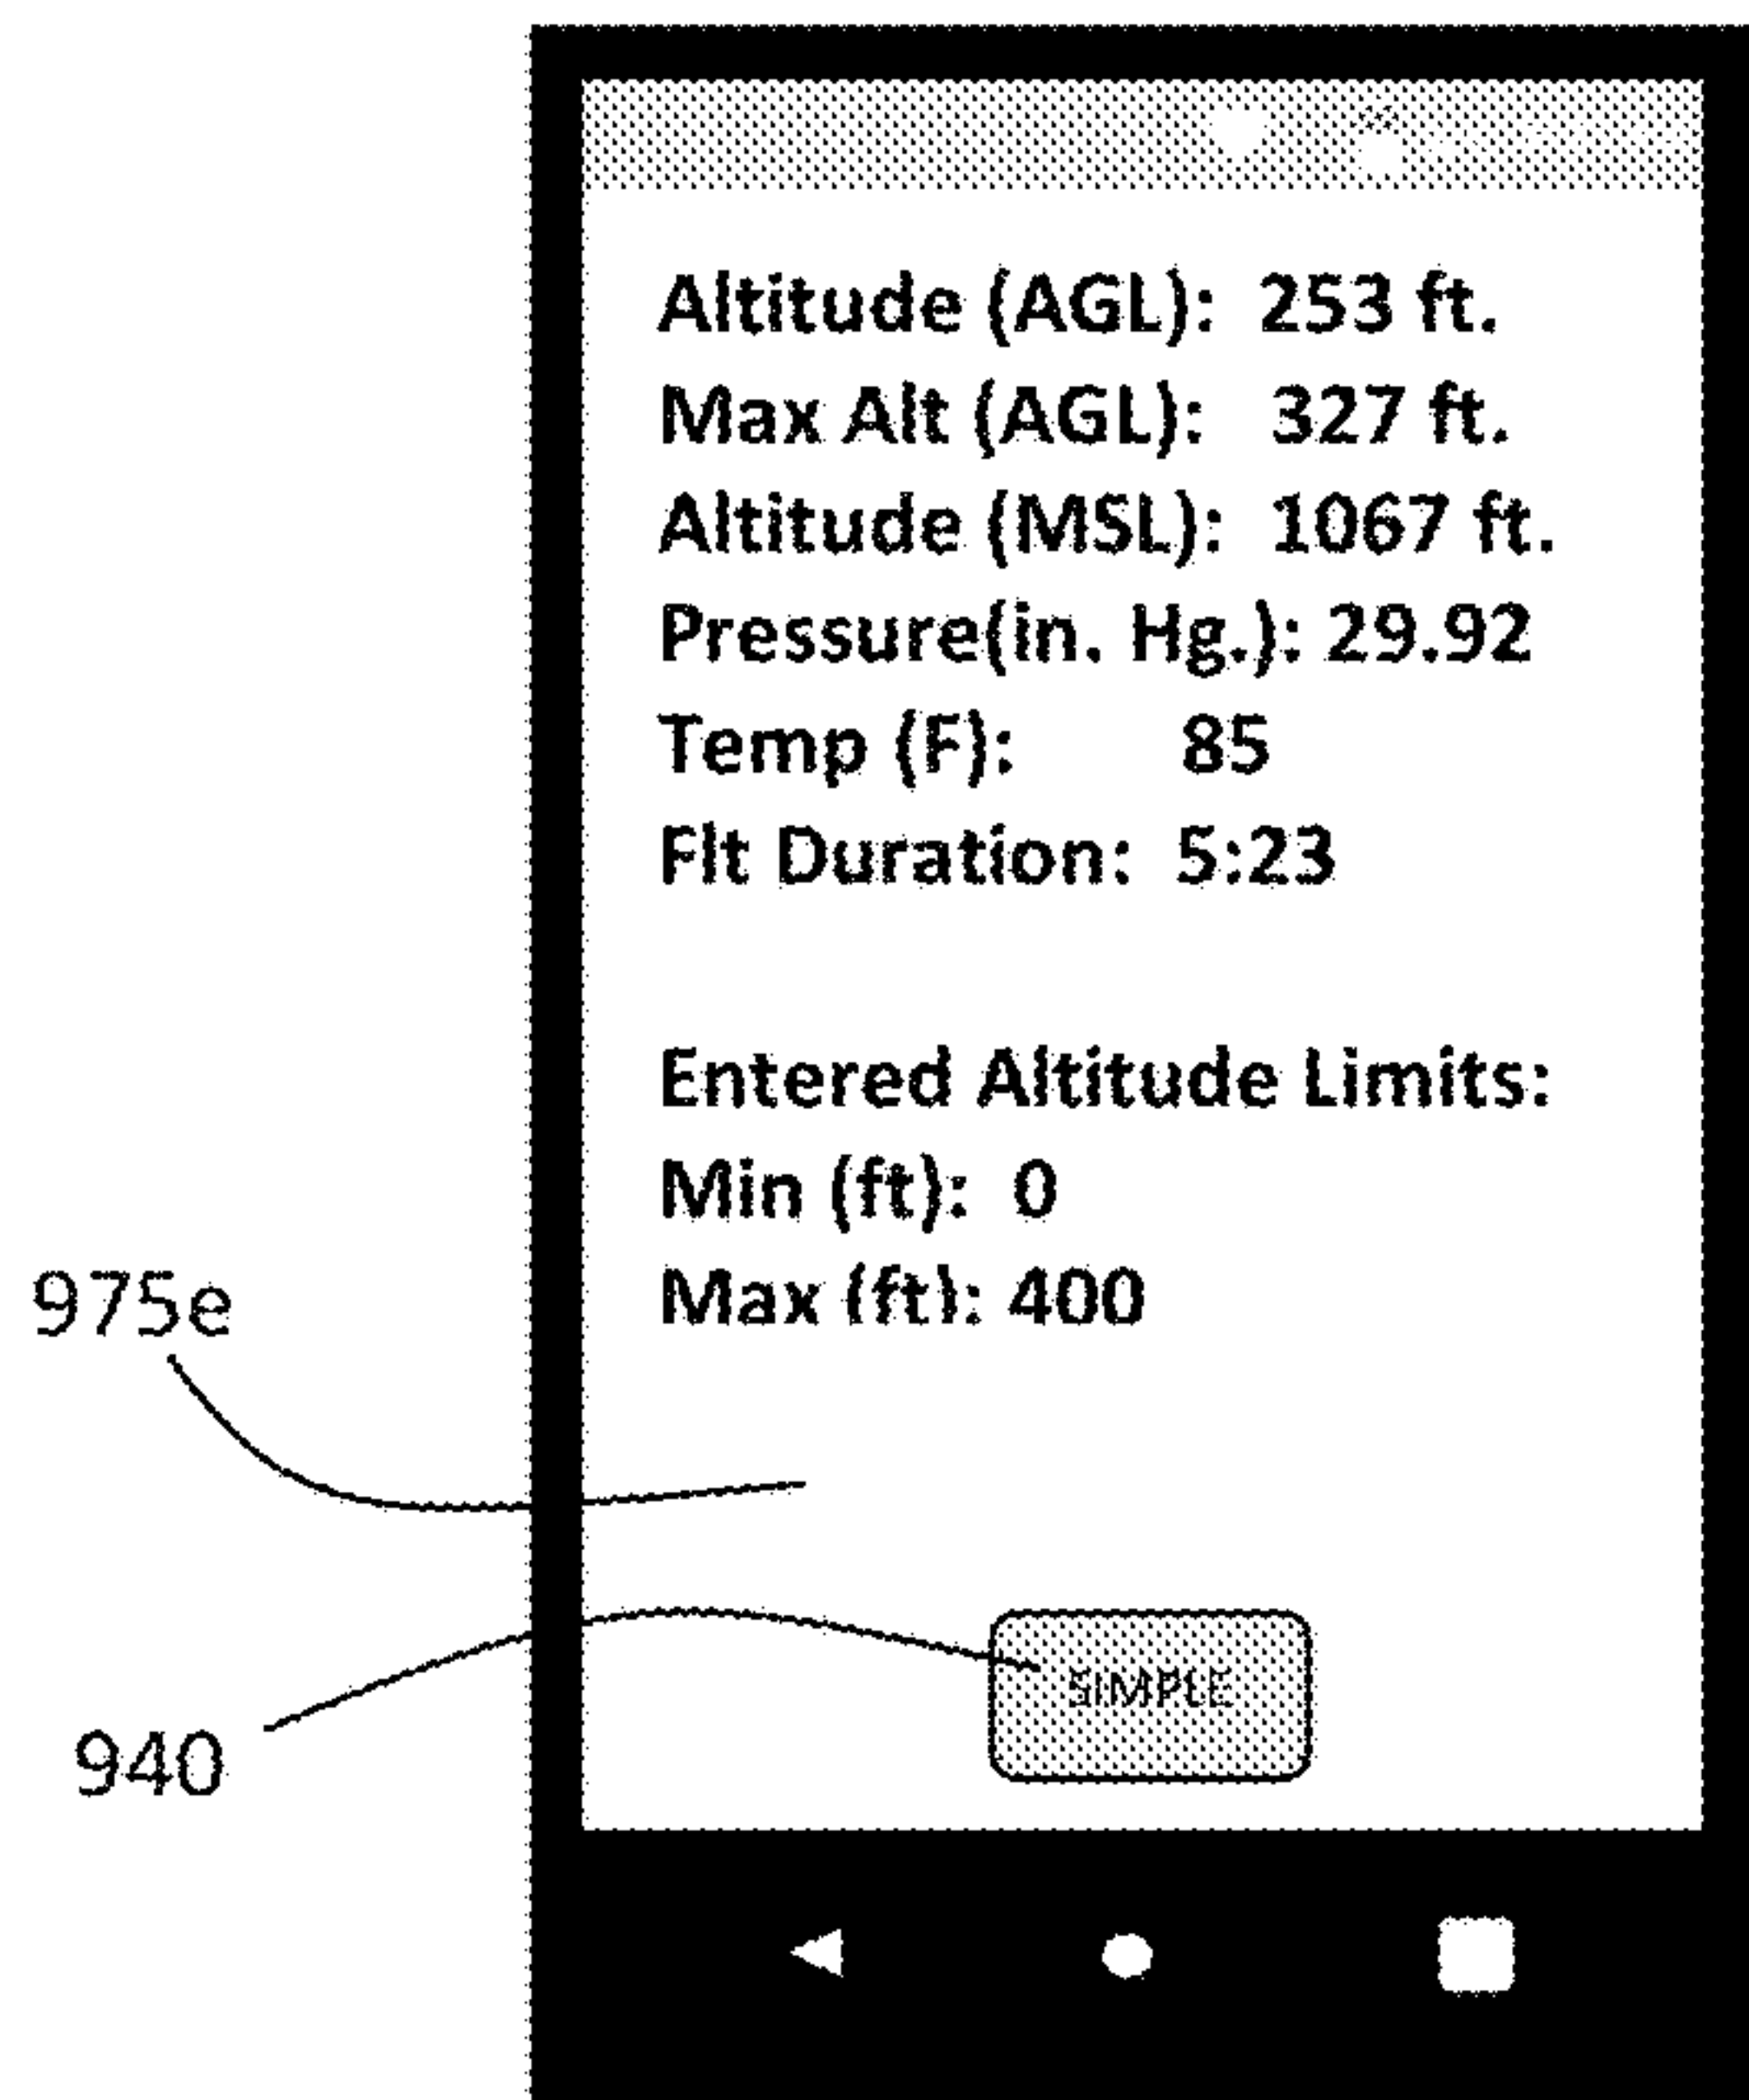 Altitude (AGL): 253 ft.
Max Alt (AGL): 327 ft.
Altitude (MSL): 1067 ft.
Pressure(in. Hg.): 29.92
Temp (F): 85
Flt Duration: 5:23
Entered Altitude Limits:
Min (ft): 0
Max (ft): 400
975e
SIMPLE
940